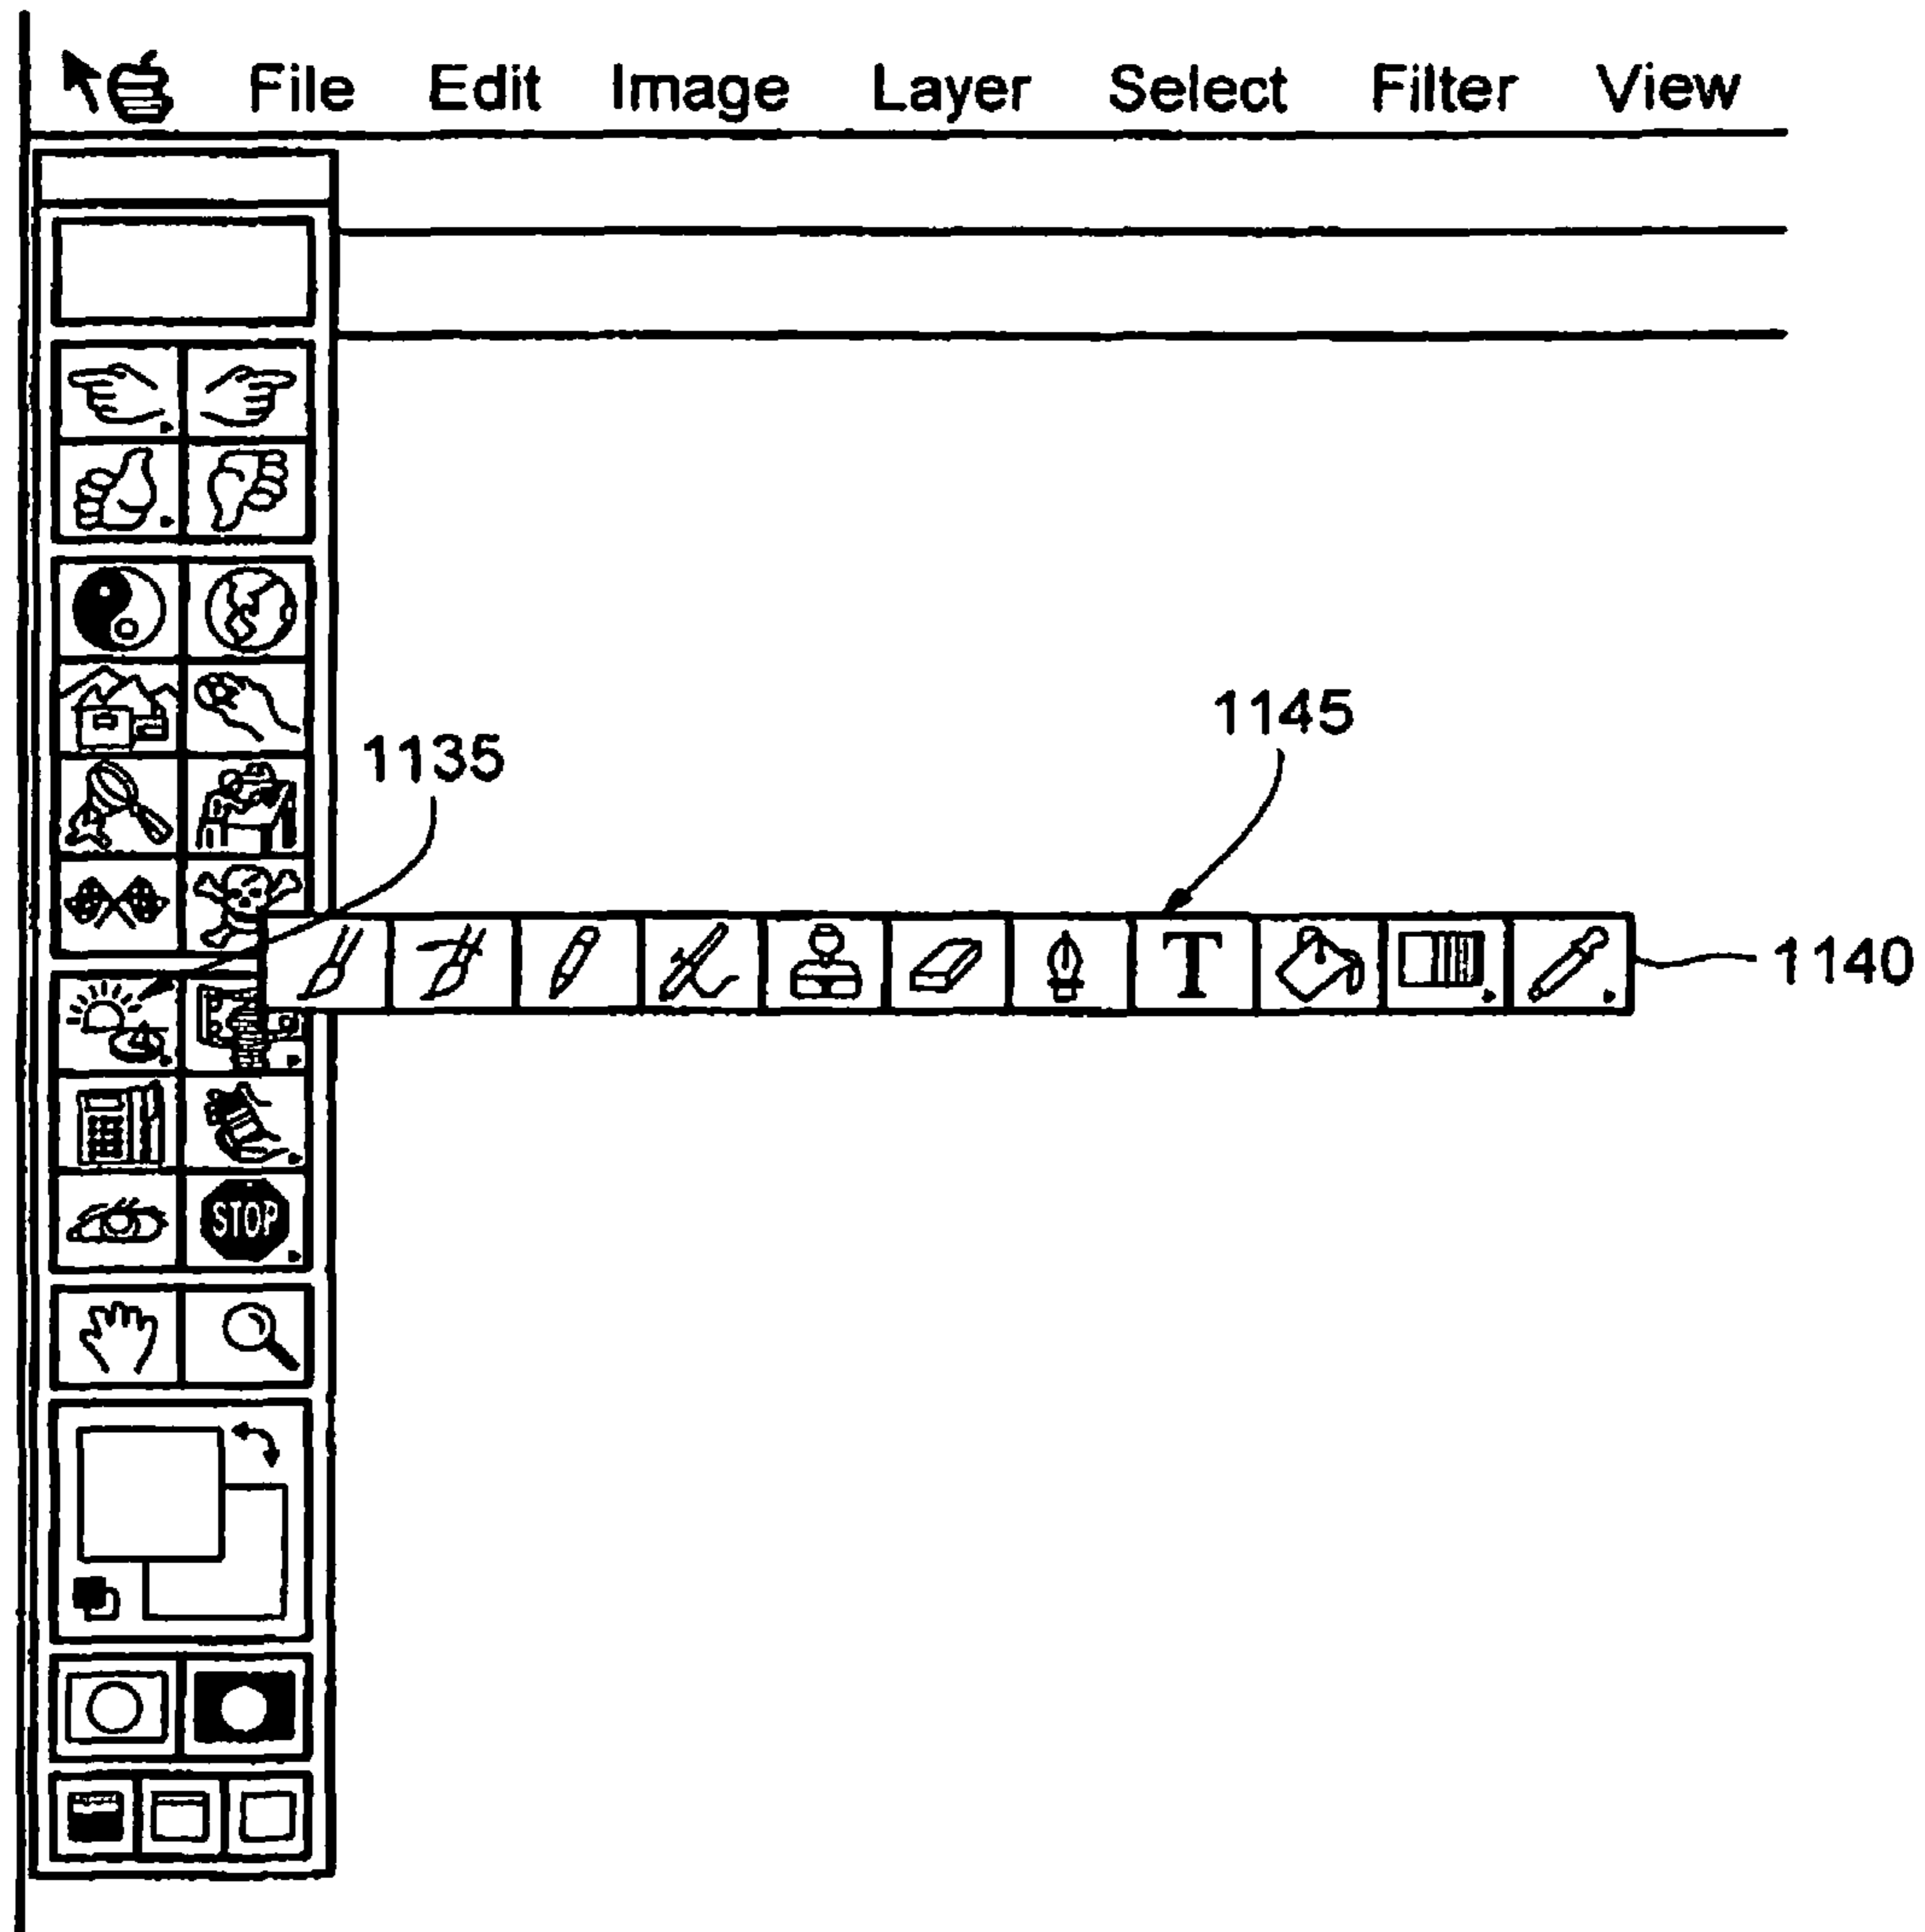 File Edit Image Layer Select Filter View
1145
1135
T
1140
STOP